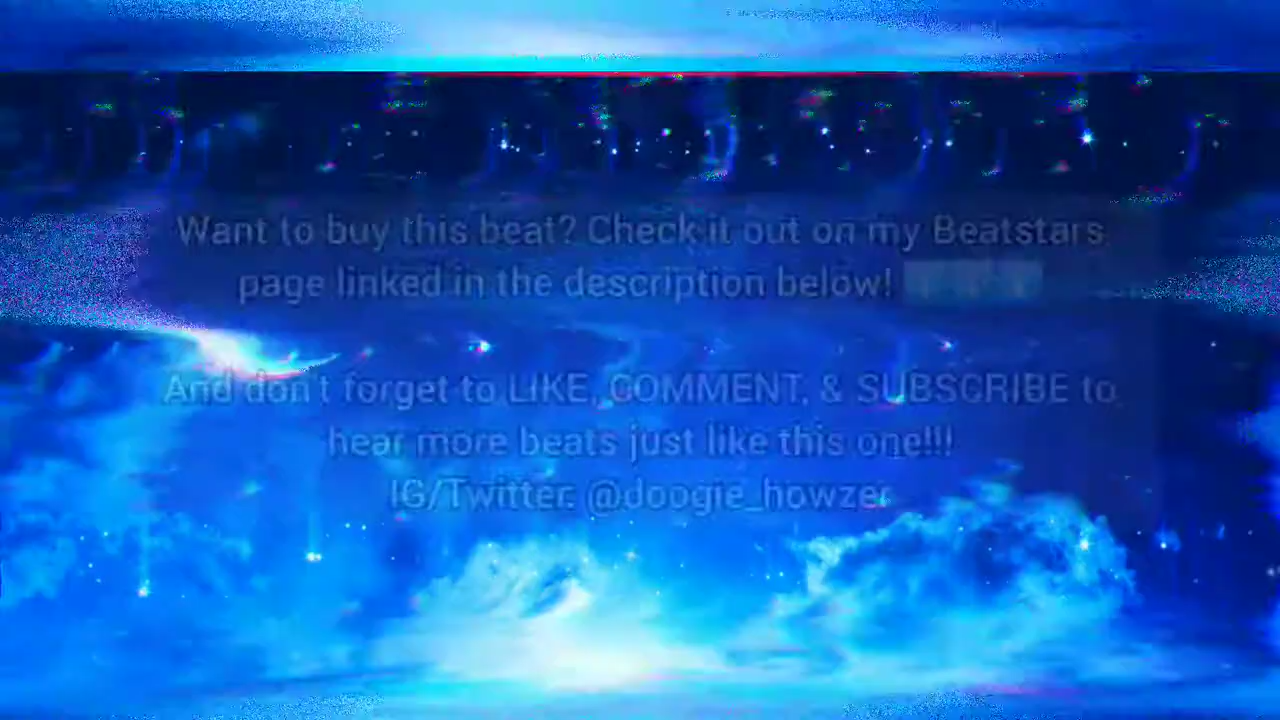 Want to buy this beat? Check it out on my Beatstars
page linked in the description below!
And don't forget to LIKE, COMMENT, & SUBSCRIBE to
hear more beats just like this one!!!
IG/Twitter: @doogie_howzer